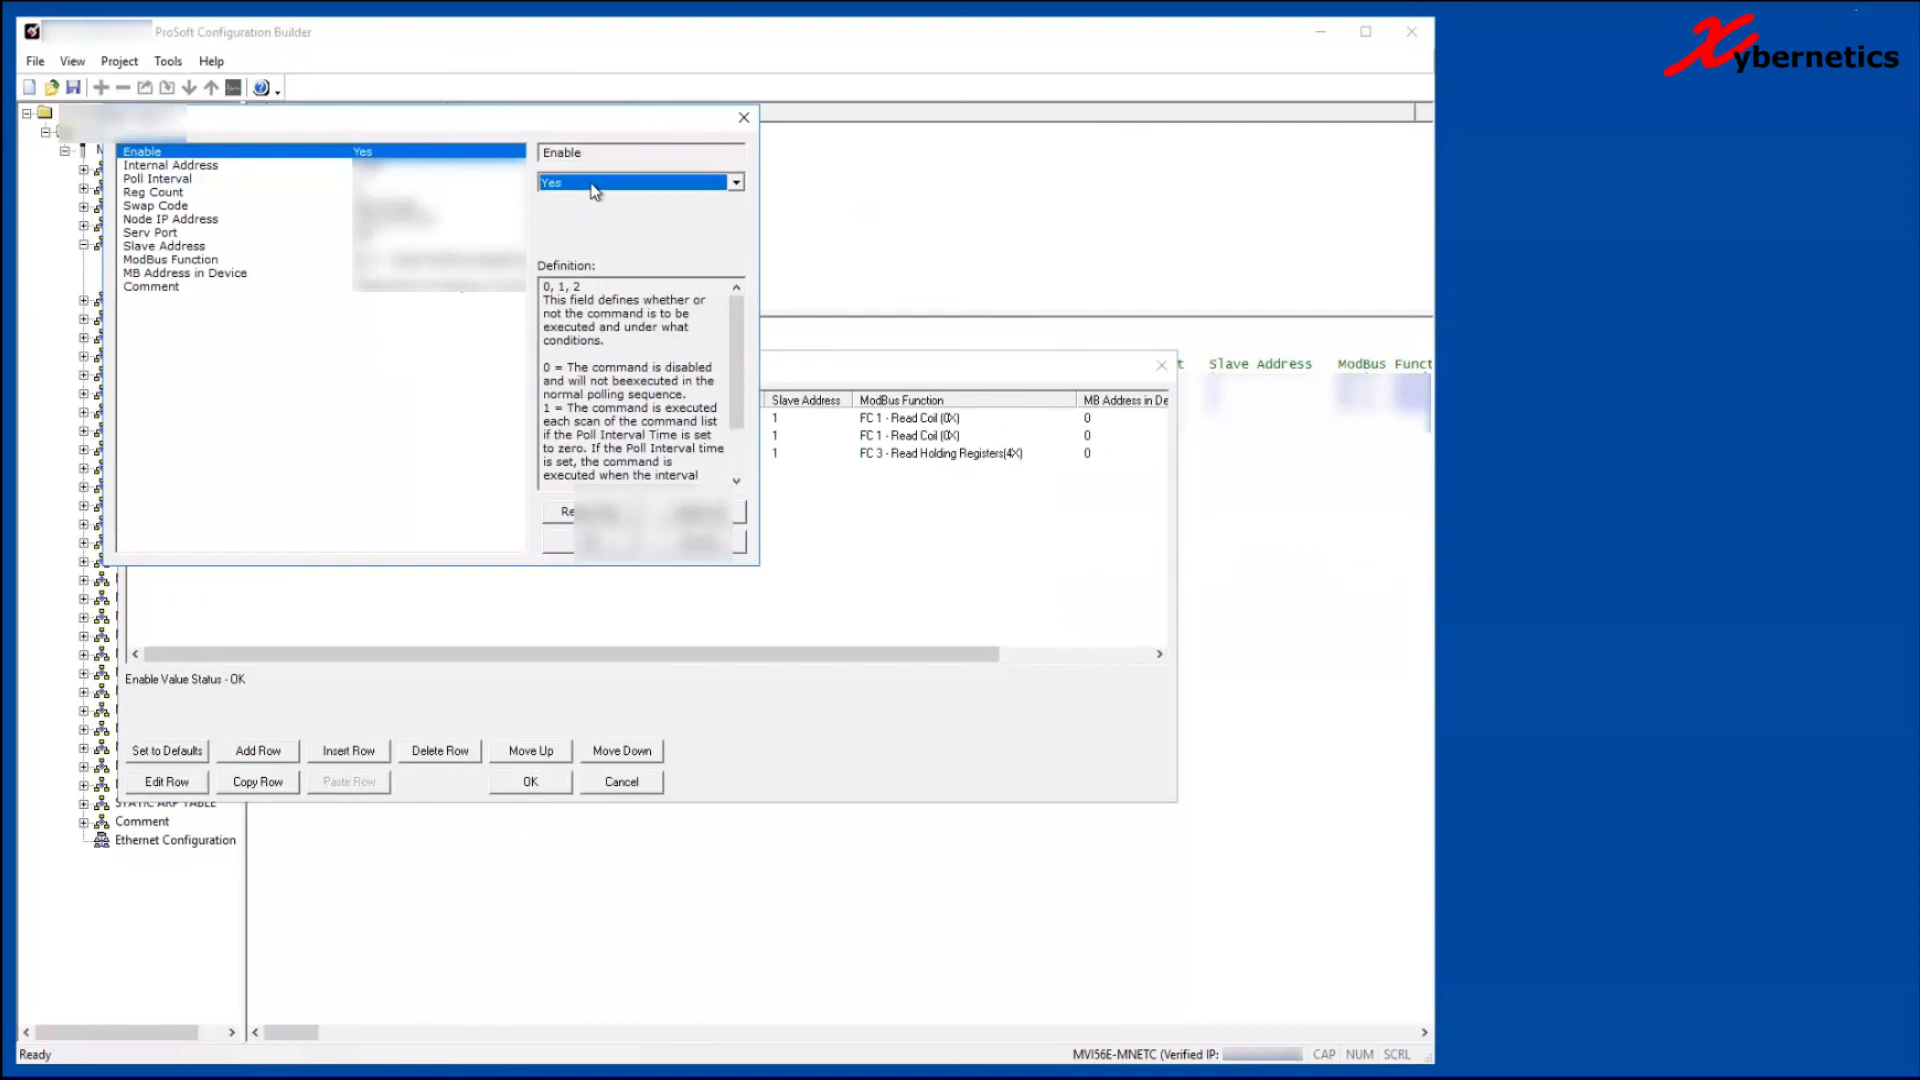 ProSoft Configuration Builder
Xybernetics
File View Project Tools Help
Enable Yes
Internal Address
Poll Interval
Reg Count
Swap Code
Node IP Address
Serv Port
Slave Address
ModBus Function
MB Address in Device
Comment
Enable
Yes
Definition:
0, 1, 2
This field defines whether or
not the command is to be
executed and under what
conditions.
0 = The command is disabled
and will not beexecuted in the
normal polling sequence.
1 = The command is executed
each scan of the command list
if the Poll Interval Time is set
to zero. If the Poll Interval time
is set, the command is
executed when the interval
Re
t Slave Address ModBus Funct
Slave Address ModBus Function MB Address in De
1 FC 1 - Read Coil (0X) 0
1 FC 1 - Read Coil (0X) 0
1 FC 3 - Read Holding Registers(4X) 0
Enable Value Status - OK
Set to Defaults Add Row Insert Row Delete Row Move Up Move Down
Edit Row Copy Row Paste Row OK Cancel
STATIC ARP TABLE
Comment
Ethernet Configuration
Ready
MVI56E-MNETC (Verified IP: CAP NUM SCRL